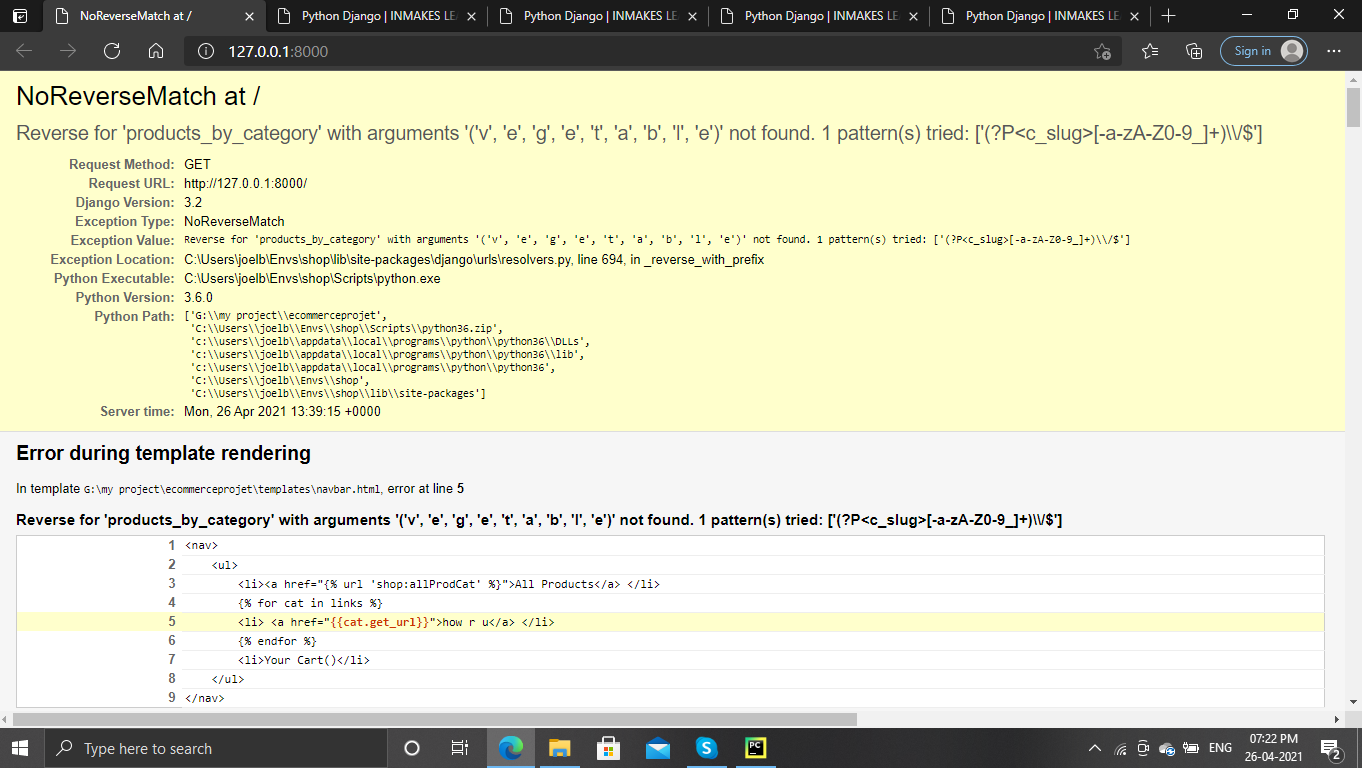 NoReverseMatch at /
Python Django | INMAKES LE
Python Django | INMAKES LE
Python Django | INMAKES LE
Python Django | INMAKES LE
127.0.0.1:8000
Sign in
NoReverseMatch at /
Reverse for 'products_by_category' with arguments '('v', 'e', 'g', 'e', 't', 'a', 'b', 'l', 'e')' not found. 1 pattern(s) tried: ['(?P<c_slug>[-a-zA-Z0-9_]+)\\/$']
Request Method: GET
Request URL: http://127.0.0.1:8000/
Django Version: 3.2
Exception Type: NoReverseMatch
Exception Value: Reverse for 'products_by_category' with arguments '('v', 'e', 'g', 'e', 't', 'a', 'b', 'l', 'e')' not found. 1 pattern(s) tried: ['(?P<c_slug>[-a-zA-Z0-9_]+)\\/$']
Exception Location: C:\Users\joelb\Envs\shop\lib\site-packages\django\urls\resolvers.py, line 694, in _reverse_with_prefix
Python Executable: C:\Users\joelb\Envs\shop\Scripts\python.exe
Python Version: 3.6.0
Python Path: ['G:\\my project\\ecommerceprojet',
'C:\\Users\\joelb\\Envs\\shop\\Scripts\\python36.zip',
'c:\\users\\joelb\\appdata\\local\\programs\\python\\python36\\DLLs',
'c:\\users\\joelb\\appdata\\local\\programs\\python\\python36\\lib',
'c:\\users\\joelb\\appdata\\local\\programs\\python\\python36',
'C:\\Users\\joelb\\Envs\\shop',
'C:\\Users\\joelb\\Envs\\shop\\lib\\site-packages']
Server time: Mon, 26 Apr 2021 13:39:15 +0000
Error during template rendering
In template G:\my project\ecommerceprojet\templates\navbar.html, error at line 5
Reverse for 'products_by_category' with arguments '('v', 'e', 'g', 'e', 't', 'a', 'b', 'l', 'e')' not found. 1 pattern(s) tried: ['(?P<c_slug>[-a-zA-Z0-9_]+)\\/$']
1 <nav>
2 <ul>
3 <li><a href="{% url 'shop:allProdCat' %}">All Products</a> </li>
4 {% for cat in links %}
5 <li> <a href="{{cat.get_url}}">how r u</a> </li>
6 {% endfor %}
7 <li>Your Cart()</li>
8 </ul>
9 </nav>
Type here to search
PC
ENG
07:22 PM
26-04-2021
2